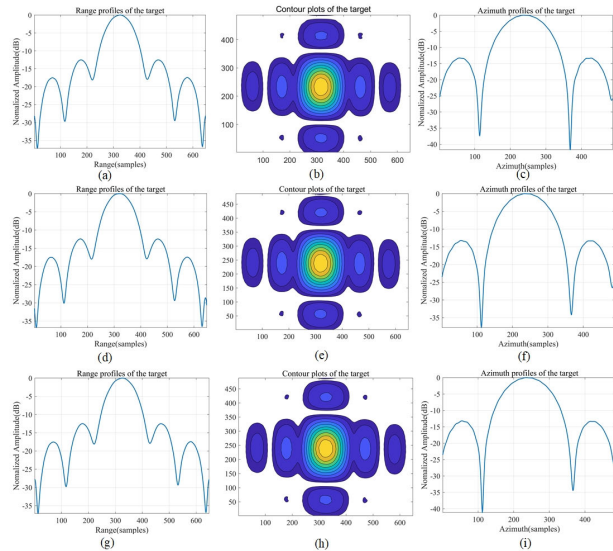 Range profiles of the target
Nomalized Amplitude(dB)
0
-5
-10
-15
-20
-25
-30
-35
100 200 300 400 500 600
Range(samples)
(a)
Contour plots of the target
400
300
200
100
100 200 300 400 500 600
(b)
Azimuth profiles of the target
Nomalized Amplitude(dB)
0
-5
-10
-15
-20
-25
-30
-35
-40
100 200 300 400
Azimuth(samples)
(c)
Range profiles of the target
Nomalized Amplitude(dB)
0
-5
-10
-15
-20
-25
-30
-35
100 200 300 400 500 600
Range(samples)
(d)
Contour plots of the target
450
400
350
300
250
200
150
100
50
100 200 300 400 500 600
(e)
Azimuth profiles of the target
Nomalized Amplitude(dB)
0
-5
-10
-15
-20
-25
-30
-35
100 200 300 400
Azimuth(samples)
(f)
Range profiles of the target
Nomalized Amplitude(dB)
0
-5
-10
-15
-20
-25
-30
-35
100 200 300 400 500 600
Range(samples)
(g)
Contour plots of the target
450
400
350
300
250
200
150
100
50
100 200 300 400 500 600
(h)
Azimuth profiles of the target
Nomalized Amplitude(dB)
0
-5
-10
-15
-20
-25
-30
-35
-40
100 200 300 400
Azimuth(samples)
(i)